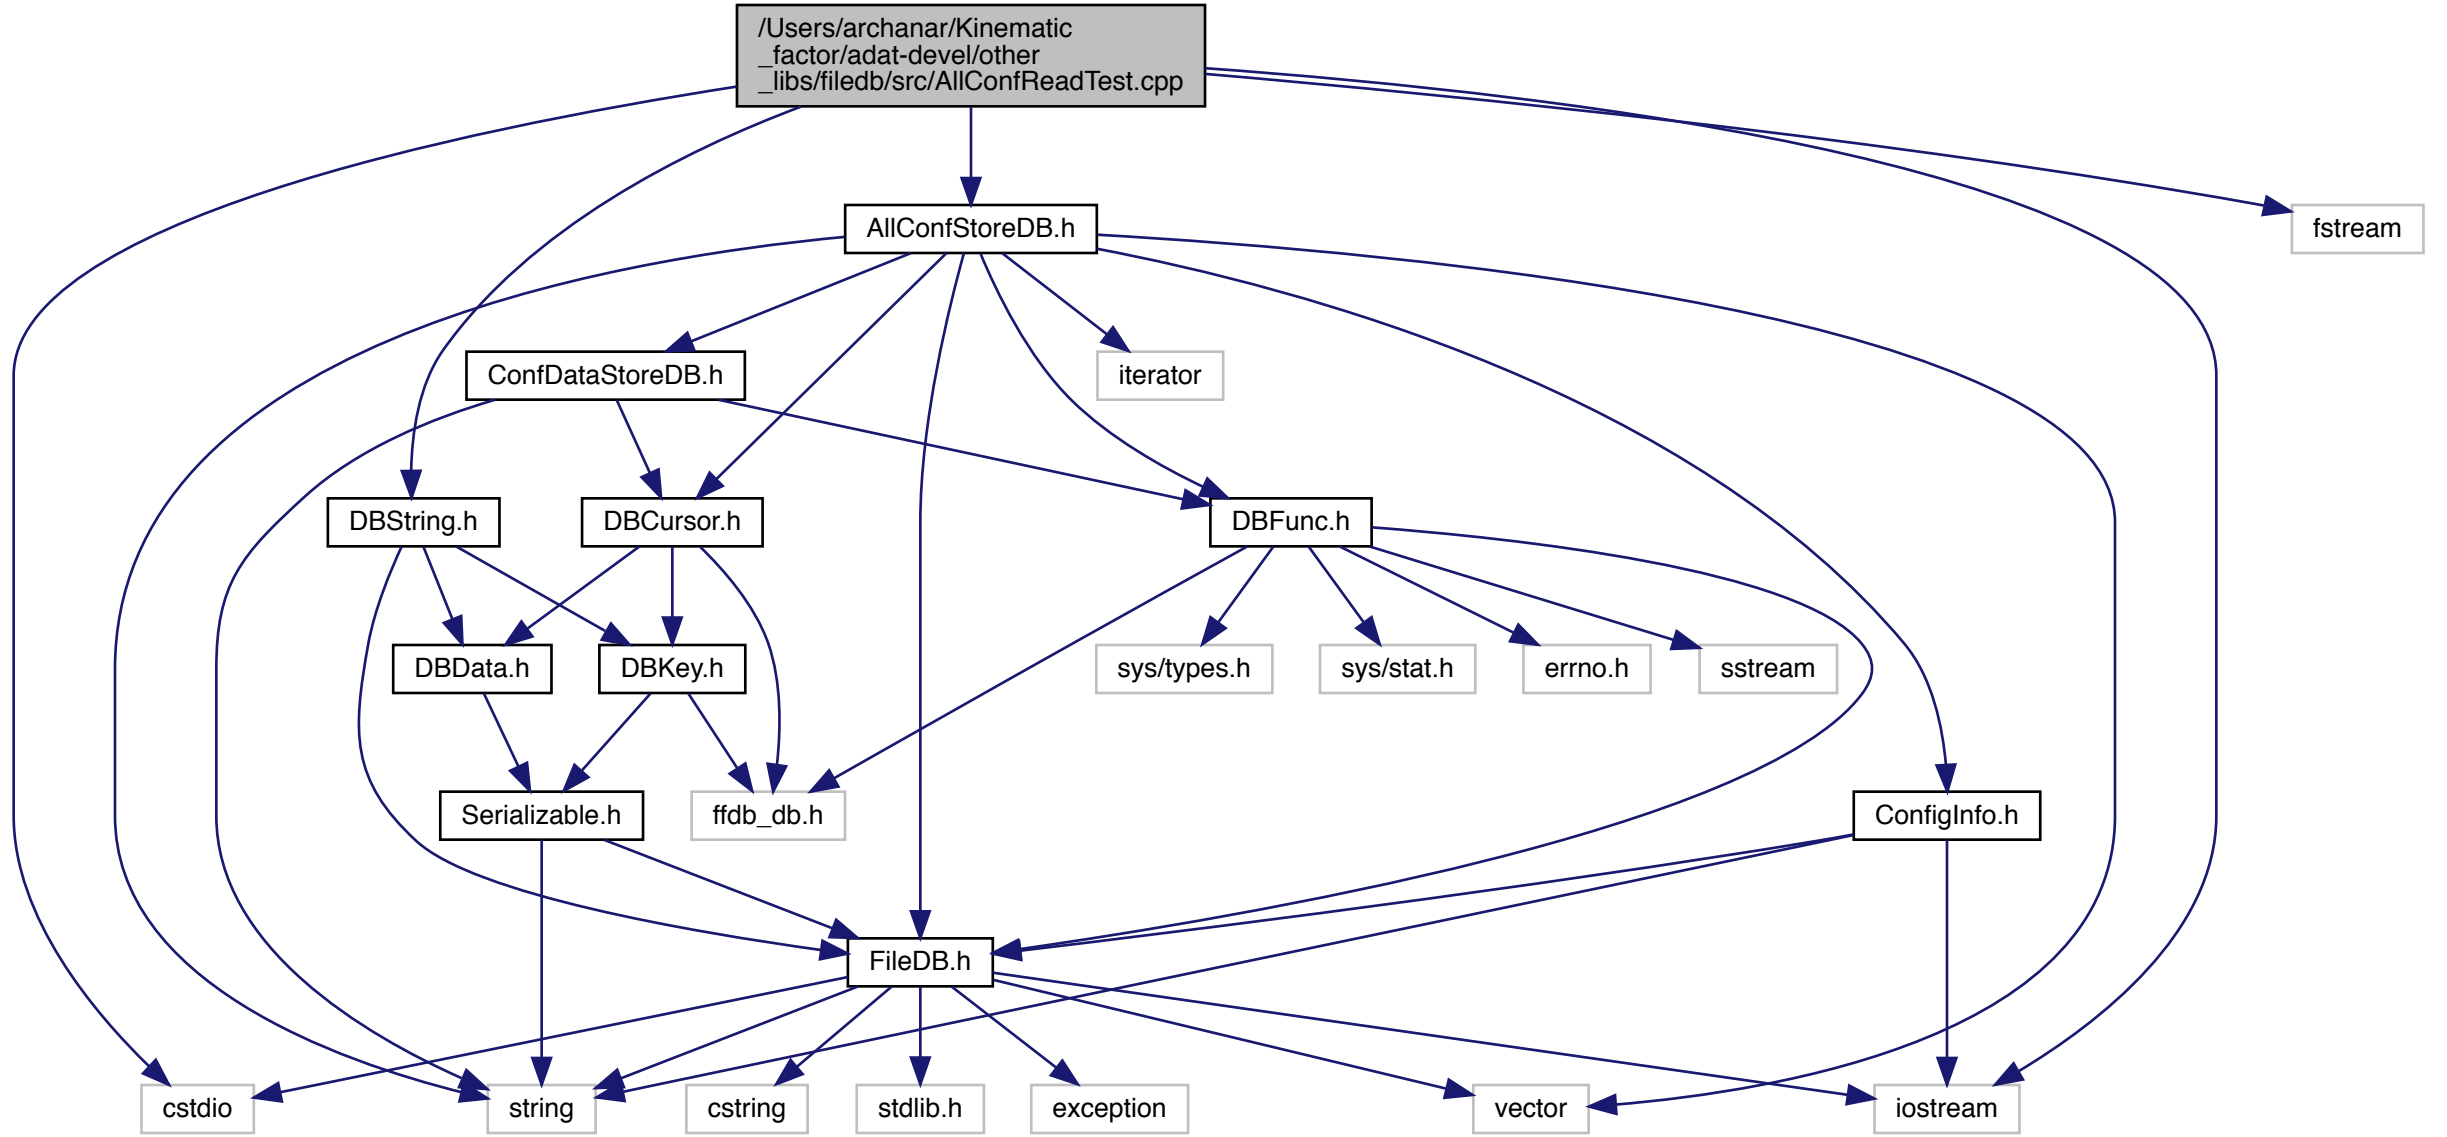 /Users/archanar/Kinematic
_factor/adat-devel/other
_libs/filedb/src/AllConfReadTest.cpp
AllConfStoreDB.h
fstream
ConfDataStoreDB.h
iterator
DBString.h
DBCursor.h
DBFunc.h
DBData.h
DBKey.h
sys/types.h
sys/stat.h
errno.h
sstream
Serializable.h
ffdb_db.h
ConfigInfo.h
FileDB.h
cstdio
string
cstring
stdlib.h
exception
vector
iostream